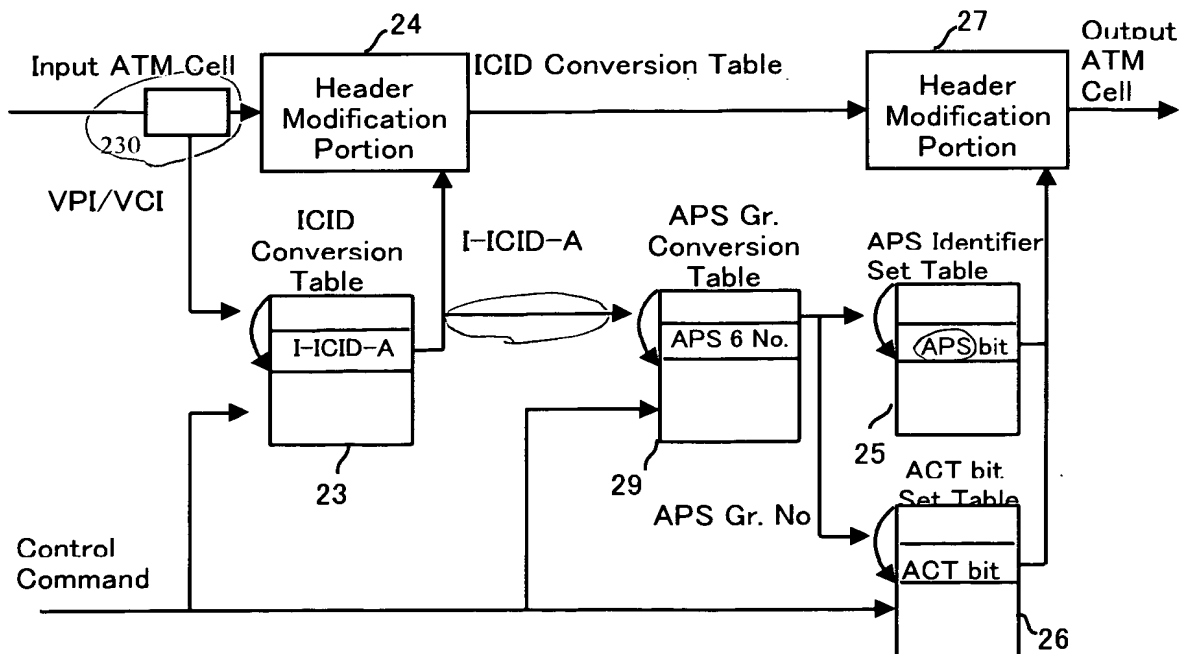 24
27
Input ATM Cell
Header
Modification
Portion
ICID Conversion Table
Header
Modification
Portion
Output
ATM
Cell
230
VPI/VCI
ICID
Conversion
Table
I-ICID-A
APS Gr.
Conversion
Table
APS Identifier
Set Table
I-ICID-A
APS 6 No.
APS bit
23
29
25
APS Gr. No
ACT bit
Set Table
Control
Command
ACT bit
26